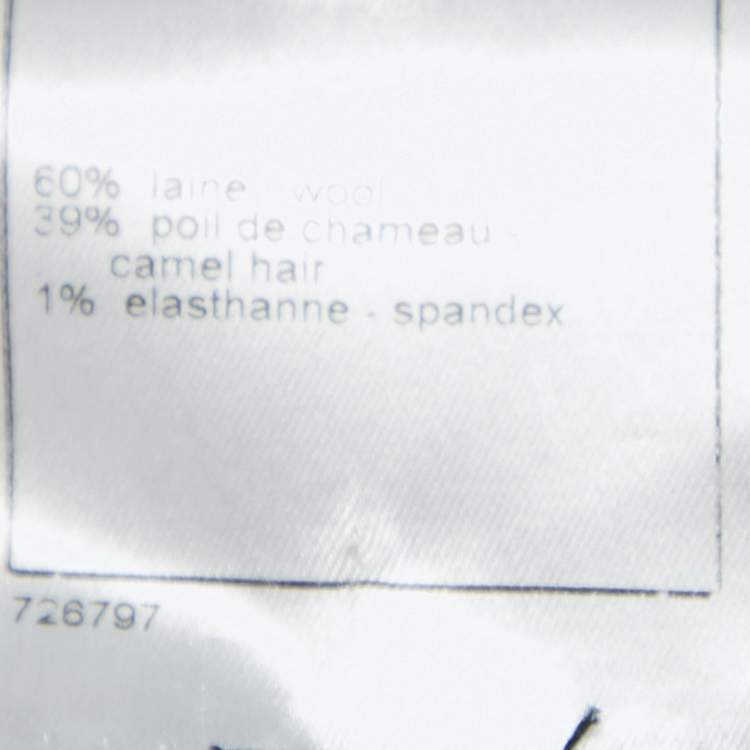 60% laine wool
39% poil de chameau -
camel hair
1% elasthanne - spandex
726797